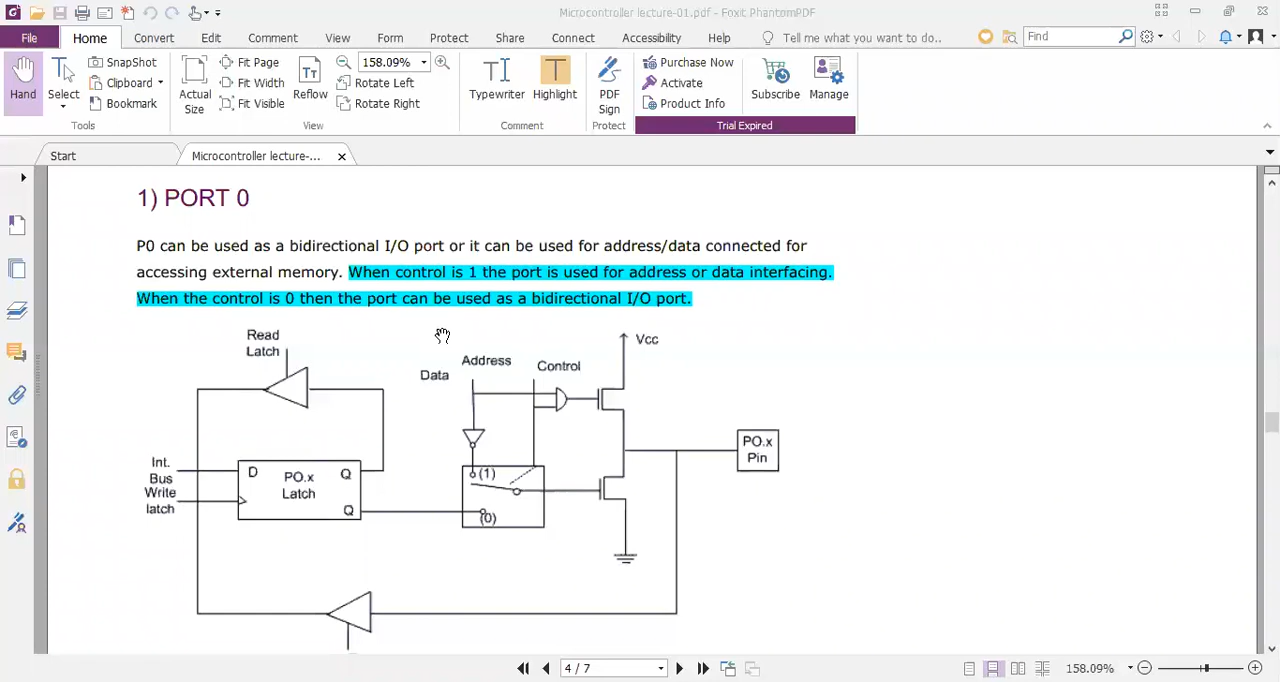 Microcontroller lecture-01.pdf - Foxit PhantomPDF
File Home Convert Edit Comment View Form Protect Share Connect Accessibility Help Tell me what you want to do.. Find
Hand
Select
SnapShot
Clipboard
Bookmark
Tools
Actual Size
Fit Page
Fit Width
Fit Visible
Reflow
158.09%
Rotate Left
Rotate Right
View
Typewriter
Highlight
Comment
PDF Sign
Protect
Purchase Now
Activate
Product Info
Subscribe
Manage
Trial Expired
Start
Microcontroller lecture-...
1) PORT 0
P0 can be used as a bidirectional I/O port or it can be used for address/data connected for
accessing external memory. When control is 1 the port is used for address or data interfacing.
When the control is 0 then the port can be used as a bidirectional I/O port.
Read
Latch
Vcc
Address
Control
Data
PO.x
Pin
Int.
Bus
Write
latch
D
PO.x
Latch
Q
Q
(1)
(0)
4 / 7
158.09%